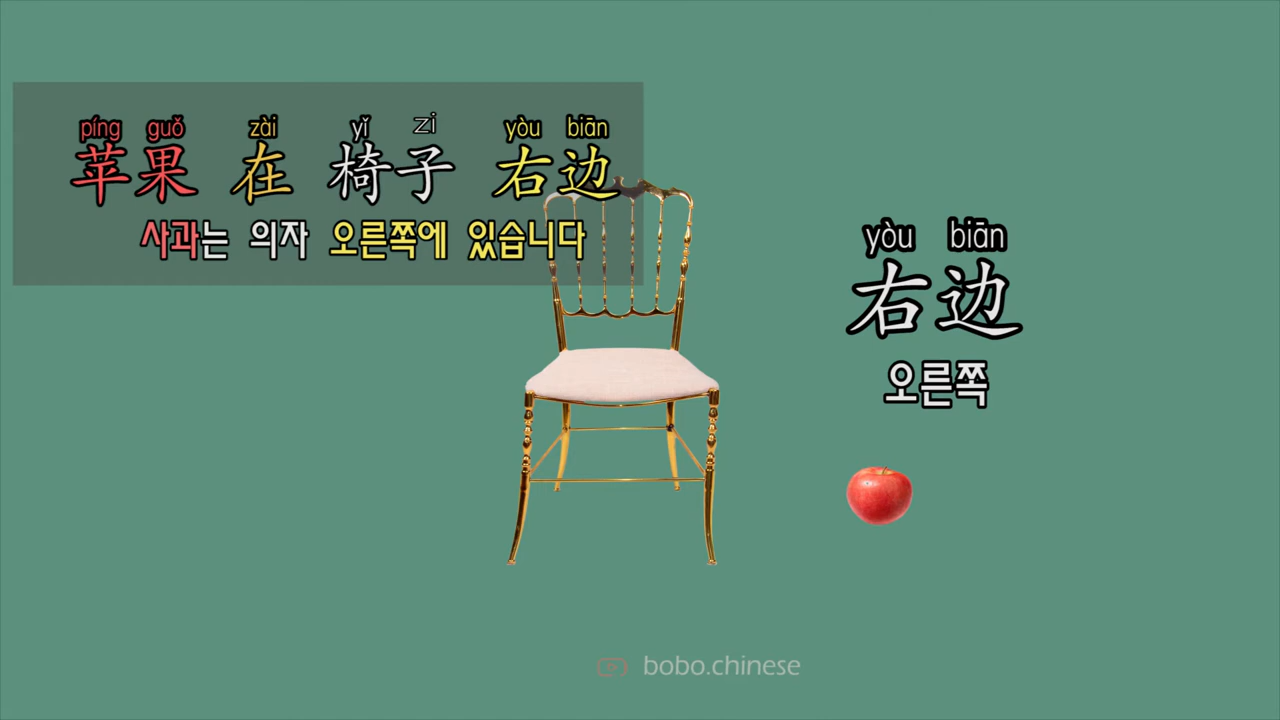 píng guǒ zài yǐ zi yòu biān
苹果 在 椅子 右边
사과는 의자 오른쪽에 있습니다
yòu biān
右边
오른쪽
bobo.chinese